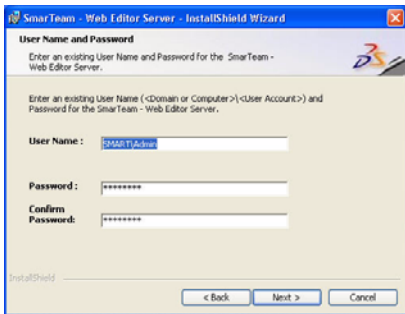 SmarTeam - Web Editor Server - InstallShield Wizard
User Name and Password
Enter an existing User Name and Password for the SmarTeam -
Web Editor Server.
Enter an existing User Name (<Domain or Computer>\<User Account>) and
Password for the SmarTeam - Web Editor Server.
User Name :
SMART\Admin
Password :
********
Confirm
Password:
********
InstallShield
< Back
Next >
Cancel